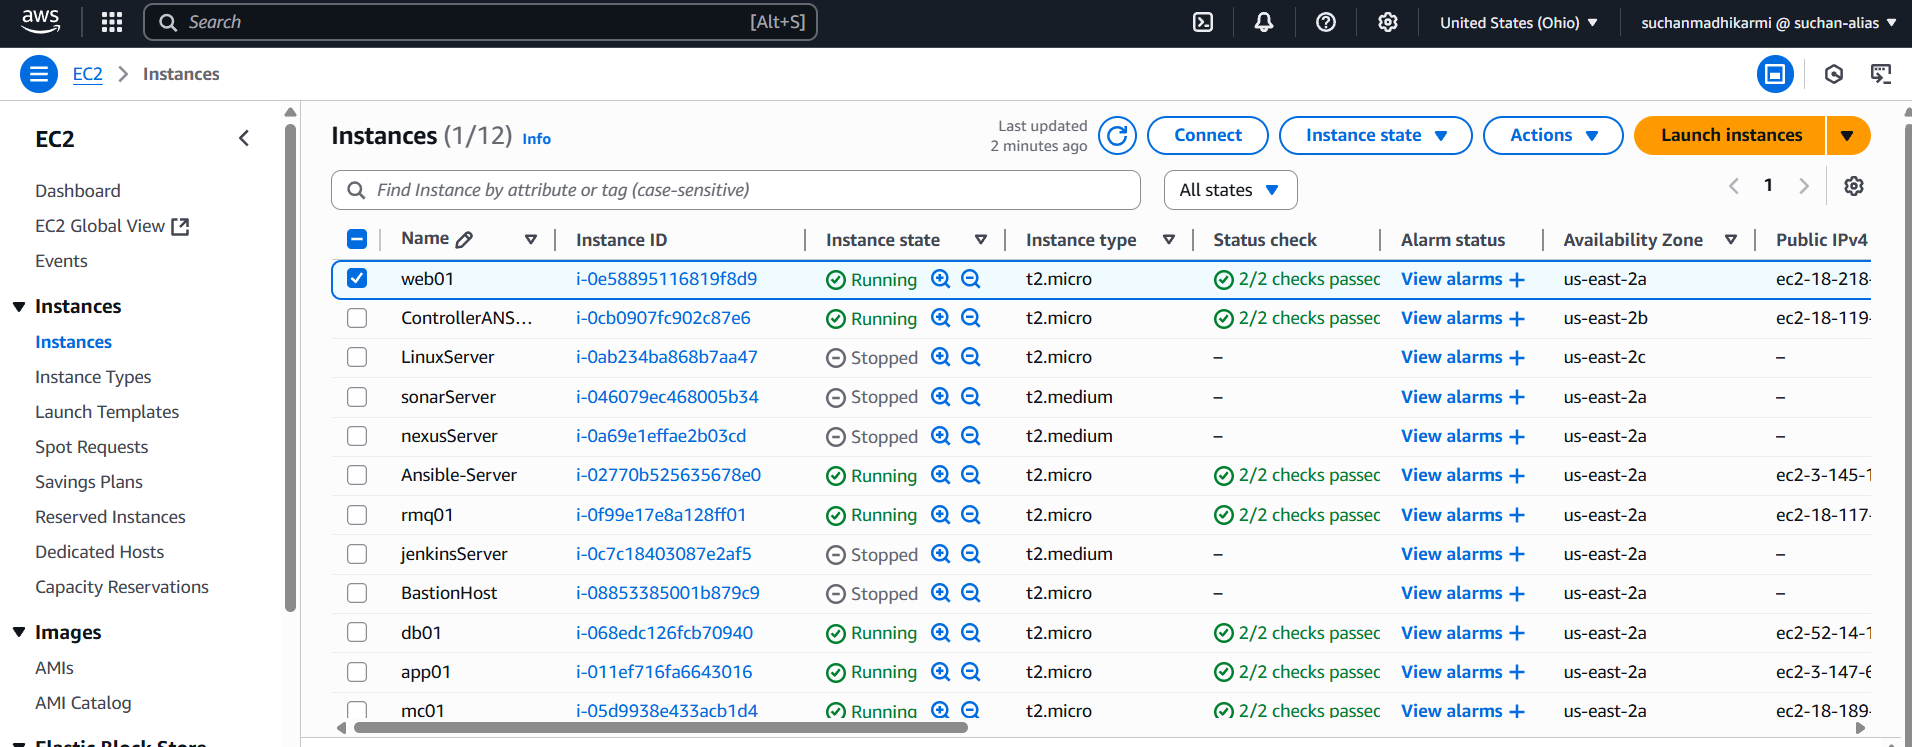 aws Search [Alt+S] United States (Ohio) suchanmadhikarmi @ suchan-alias
EC2 Instances
EC2
Dashboard
EC2 Global View
Events
Instances
Instances
Instance Types
Launch Templates
Spot Requests
Savings Plans
Reserved Instances
Dedicated Hosts
Capacity Reservations
Images
AMIs
AMI Catalog
Elastic Block Store
Instances (1/12) Info
Last updated
2 minutes ago
Connect Instance state Actions Launch instances
Find Instance by attribute or tag (case-sensitive) All states 1
Name Instance ID Instance state Instance type Status check Alarm status Availability Zone Public IPv4
web01 i-0e58895116819f8d9 Running t2.micro 2/2 checks passed View alarms + us-east-2a ec2-18-218-
ControllerANS... i-0cb0907fc902c87e6 Running t2.micro 2/2 checks passed View alarms + us-east-2b ec2-18-119-
LinuxServer i-0ab234ba868b7aa47 Stopped t2.micro – View alarms + us-east-2c –
sonarServer i-046079ec468005b34 Stopped t2.medium – View alarms + us-east-2a –
nexusServer i-0a69e1effae2b03cd Stopped t2.medium – View alarms + us-east-2a –
Ansible-Server i-02770b525635678e0 Running t2.micro 2/2 checks passed View alarms + us-east-2a ec2-3-145-1
rmq01 i-0f99e17e8a128ff01 Running t2.micro 2/2 checks passed View alarms + us-east-2a ec2-18-117-
jenkinsServer i-0c7c18403087e2af5 Stopped t2.medium – View alarms + us-east-2a –
BastionHost i-08853385001b879c9 Stopped t2.micro – View alarms + us-east-2a –
db01 i-068edc126fcb70940 Running t2.micro 2/2 checks passed View alarms + us-east-2a ec2-52-14-1
app01 i-011ef716fa6643016 Running t2.micro 2/2 checks passed View alarms + us-east-2a ec2-3-147-6
mc01 i-05d9938e433acb1d4 Running t2.micro 2/2 checks passed View alarms + us-east-2a ec2-18-189-